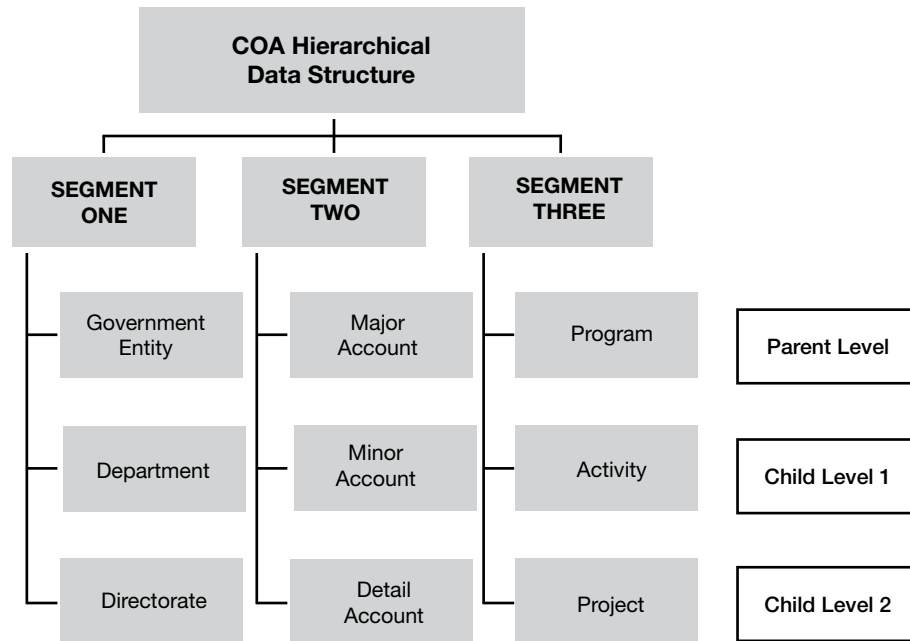 COA Hierarchical
Data Structure
SEGMENT
ONE
SEGMENT
TWO
SEGMENT
THREE
Government
Entity
Major
Account
Program
Parent Level
Department
Minor
Account
Activity
Child Level 1
Directorate
Detail
Account
Project
Child Level 2